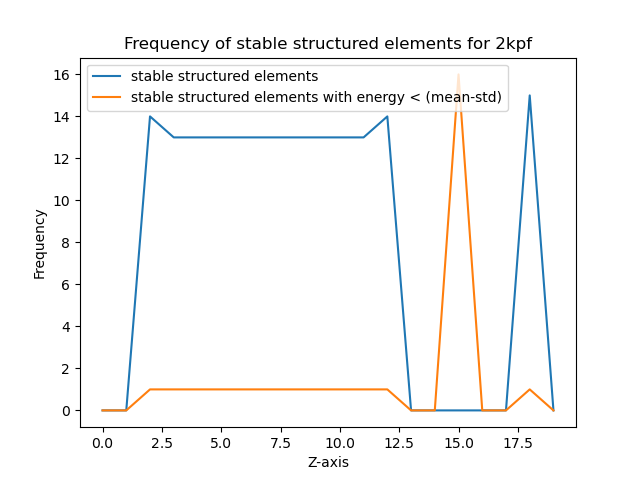 Frequency of stable structured elements for 2kpf
stable structured elements
stable structured elements with energy < (mean-std)
Frequency
16
14
12
10
8
6
4
2
0
0.0 2.5 5.0 7.5 10.0 12.5 15.0 17.5
Z-axis